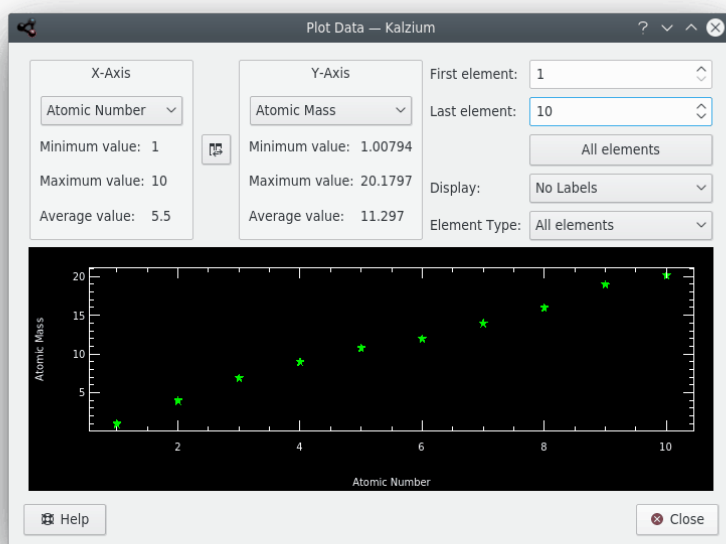 Plot Data — Kalzium
X-Axis
Atomic Number
Minimum value: 1
Maximum value: 10
Average value: 5.5
Y-Axis
Atomic Mass
Minimum value: 1.00794
Maximum value: 20.1797
Average value: 11.297
First element: 1
Last element: 10
All elements
Display: No Labels
Element Type: All elements
Atomic Mass
20
15
10
5
2 4 6 8 10
Atomic Number
Help
Close